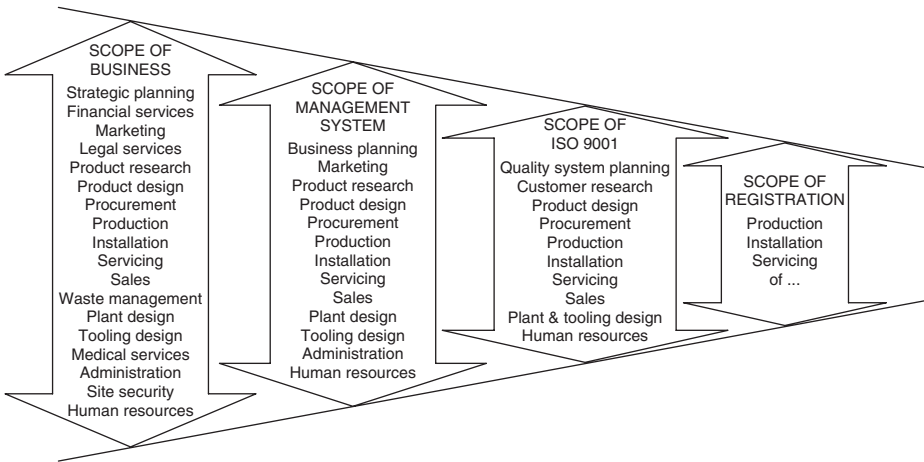 SCOPE OF
BUSINESS
Strategic planning
Financial services
Marketing
Legal services
Product research
Product design
Procurement
Production
Installation
Servicing
Sales
Waste management
Plant design
Tooling design
Medical services
Administration
Site security
Human resources
SCOPE OF
MANAGEMENT
SYSTEM
Business planning
Marketing
Product research
Product design
Procurement
Production
Installation
Servicing
Sales
Plant design
Tooling design
Administration
Human resources
SCOPE OF
ISO 9001
Quality system planning
Customer research
Product design
Procurement
Production
Installation
Servicing
Sales
Plant & tooling design
Human resources
SCOPE OF
REGISTRATION
Production
Installation
Servicing
of ...